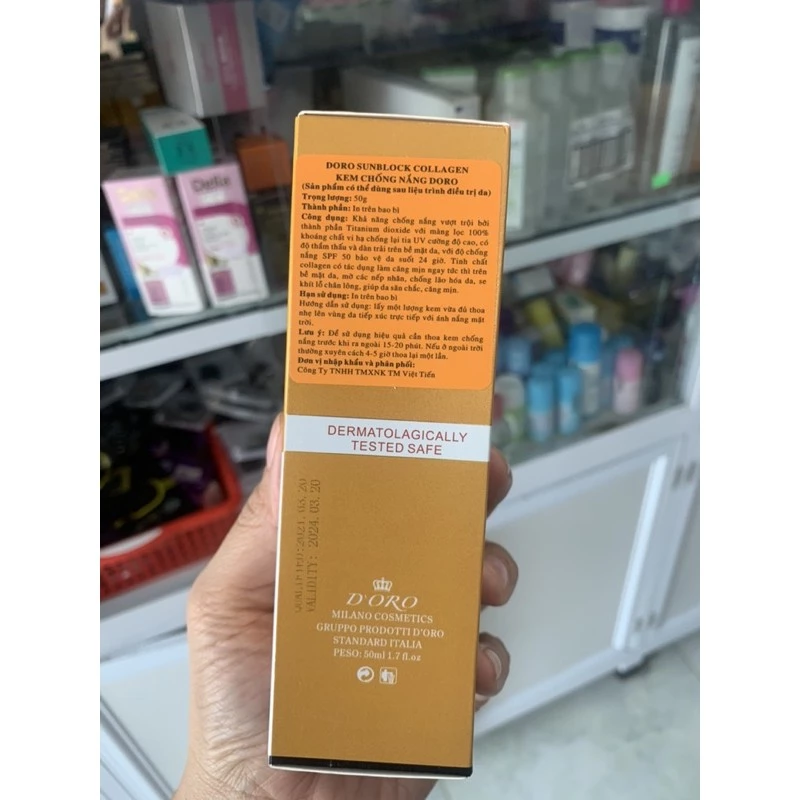 DORO SUNBLOCK COLLAGEN
KEM CHỐNG NẮNG DORO
(Sản phẩm có thể dùng sau liệu trình điều trị da)
Trọng lượng: 50g
Thành phần: In trên bao bì
Công dụng: Khả năng chống nắng vượt trội bởi
thành phần Titanium dioxide với màng lọc 100%
khoáng chất vi hạ chống lại tia UV cường độ cao, có
độ thẩm thấu và dàn trải trên bề mặt da, với độ chống
nắng SPF 50 bảo vệ da suốt 24 giờ. Tinh chất
collagen có tác dụng làm căng mịn ngay tức thì trên
bề mặt da, mờ các nếp nhăn, chống lão hóa da, se
khít lỗ chân lông, giúp da săn chắc, căng mịn.
Hạn sử dụng: In trên bao bì
Hướng dẫn sử dụng: lấy một lượng kem vừa đủ thoa
nhẹ lên vùng da tiếp xúc trực tiếp với ánh nắng mặt
trời.
Lưu ý: Để sử dụng hiệu quả cần thoa kem chống
nắng trước khi ra ngoài 15-20 phút. Nếu ở ngoài trời
thường xuyên cách 4-5 giờ thoa lại một lần.
Đơn vị nhập khẩu và phân phối:
Công Ty TNHH TMXNK TM Việt Tiến
DERMATOLAGICALLY
TESTED SAFE
2021.03.20
VALIDITY: 2024.03.20
D'ORO
MILANO COSMETICS
GRUPPO PRODOTTI D'ORO
STANDARD ITALIA
PESO: 50ml 1.7 fl.oz
Delia